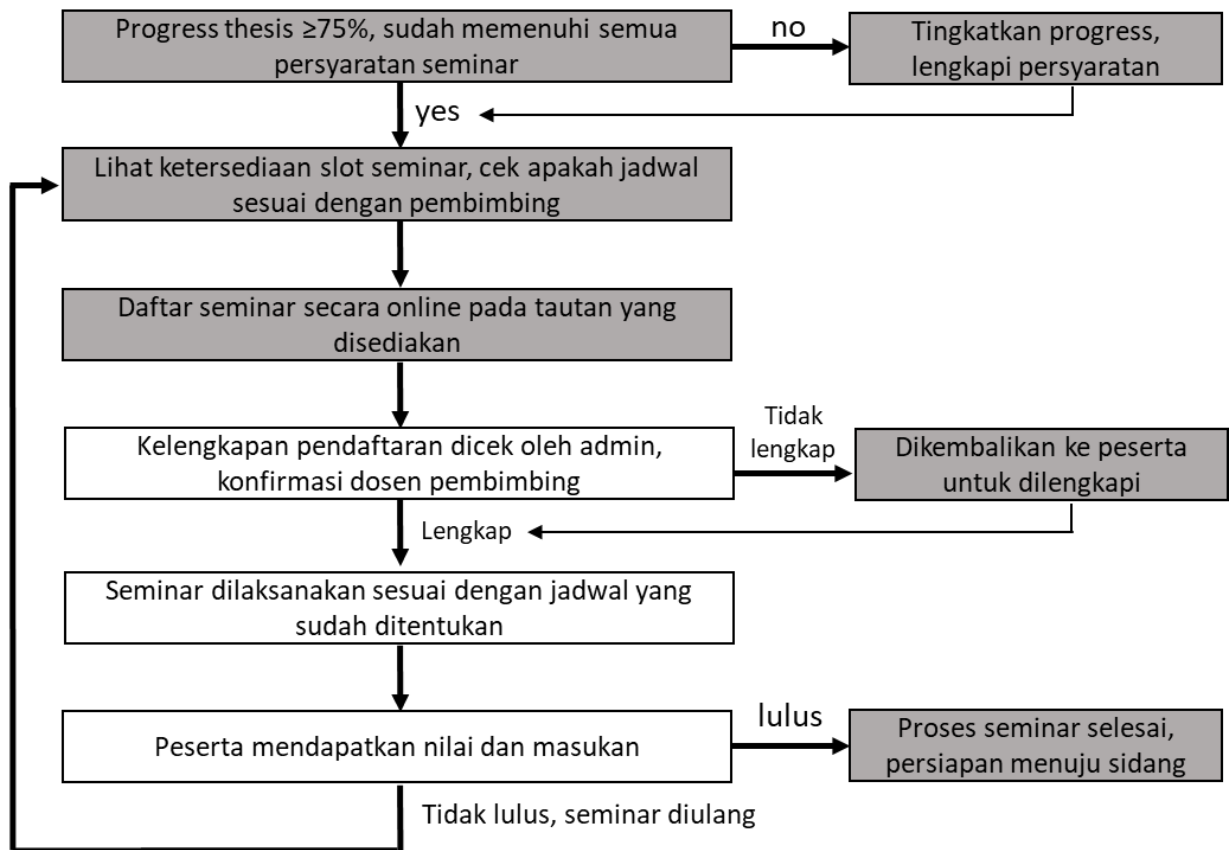 Progress thesis ≥75%, sudah memenuhi semua
persyaratan seminar
no
Tingkatkan progress,
lengkapi persyaratan
yes
Lihat ketersediaan slot seminar, cek apakah jadwal
sesuai dengan pembimbing
Daftar seminar secara online pada tautan yang
disediakan
Kelengkapan pendaftaran dicek oleh admin,
konfirmasi dosen pembimbing
Tidak
lengkap
Dikembalikan ke peserta
untuk dilengkapi
Lengkap
Seminar dilaksanakan sesuai dengan jadwal yang
sudah ditentukan
Peserta mendapatkan nilai dan masukan
lulus
Proses seminar selesai,
persiapan menuju sidang
Tidak lulus, seminar diulang